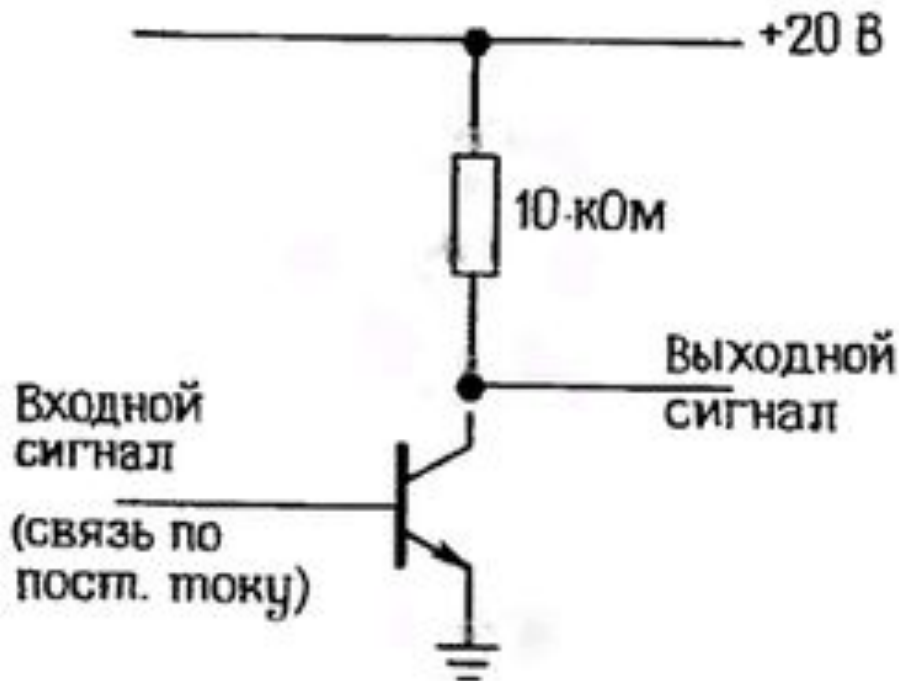 +20 В
10 кОм
Выходной
сигнал
Входной
сигнал
(связь по
пост. току)